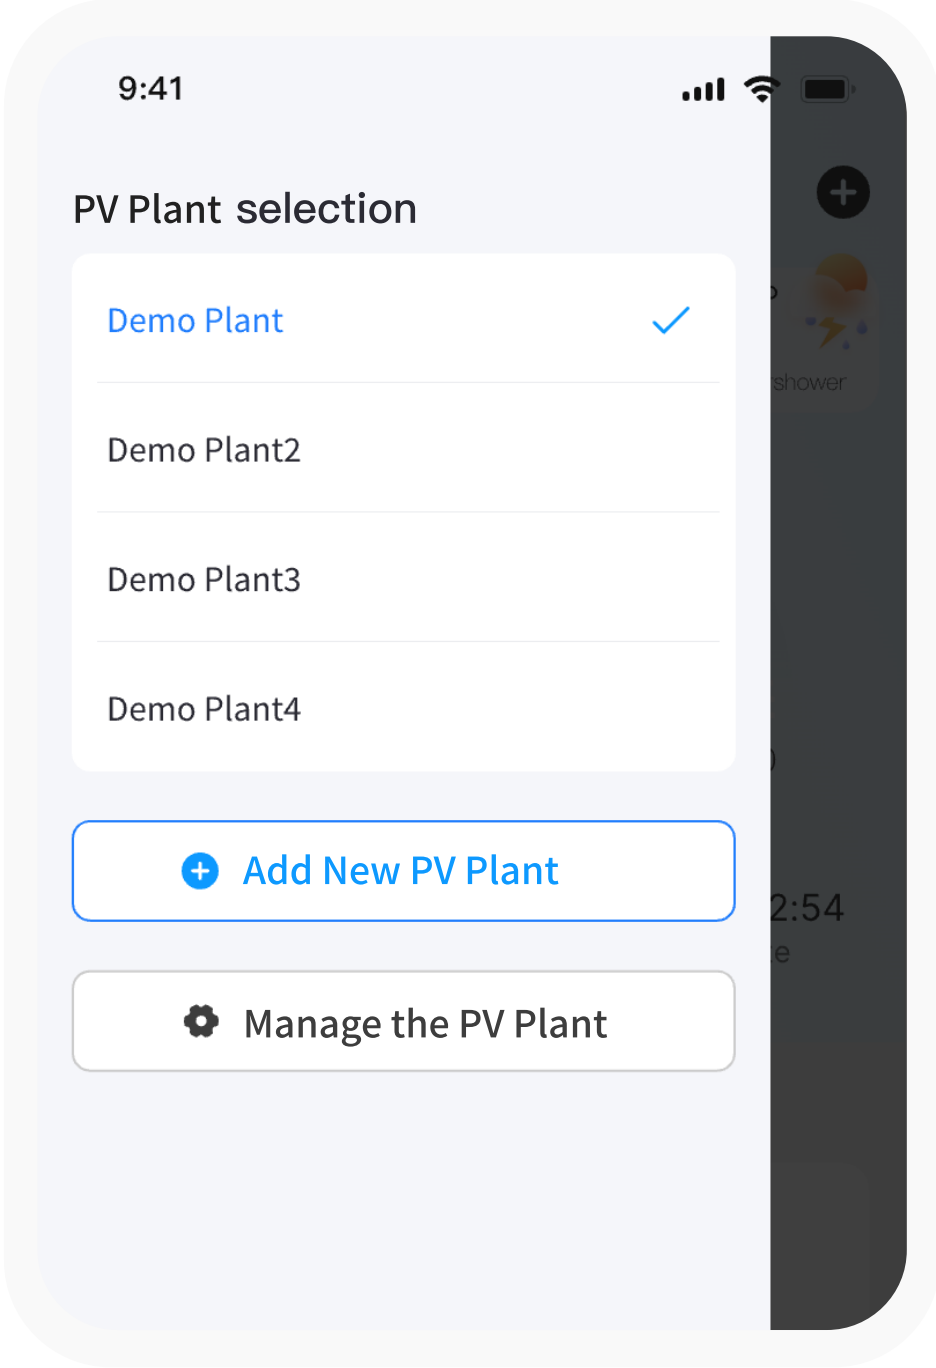 9:41
PV Plant selection
Demo Plant
Demo Plant2
Demo Plant3
Demo Plant4
Add New PV Plant
Manage the PV Plant
rshower
2:54